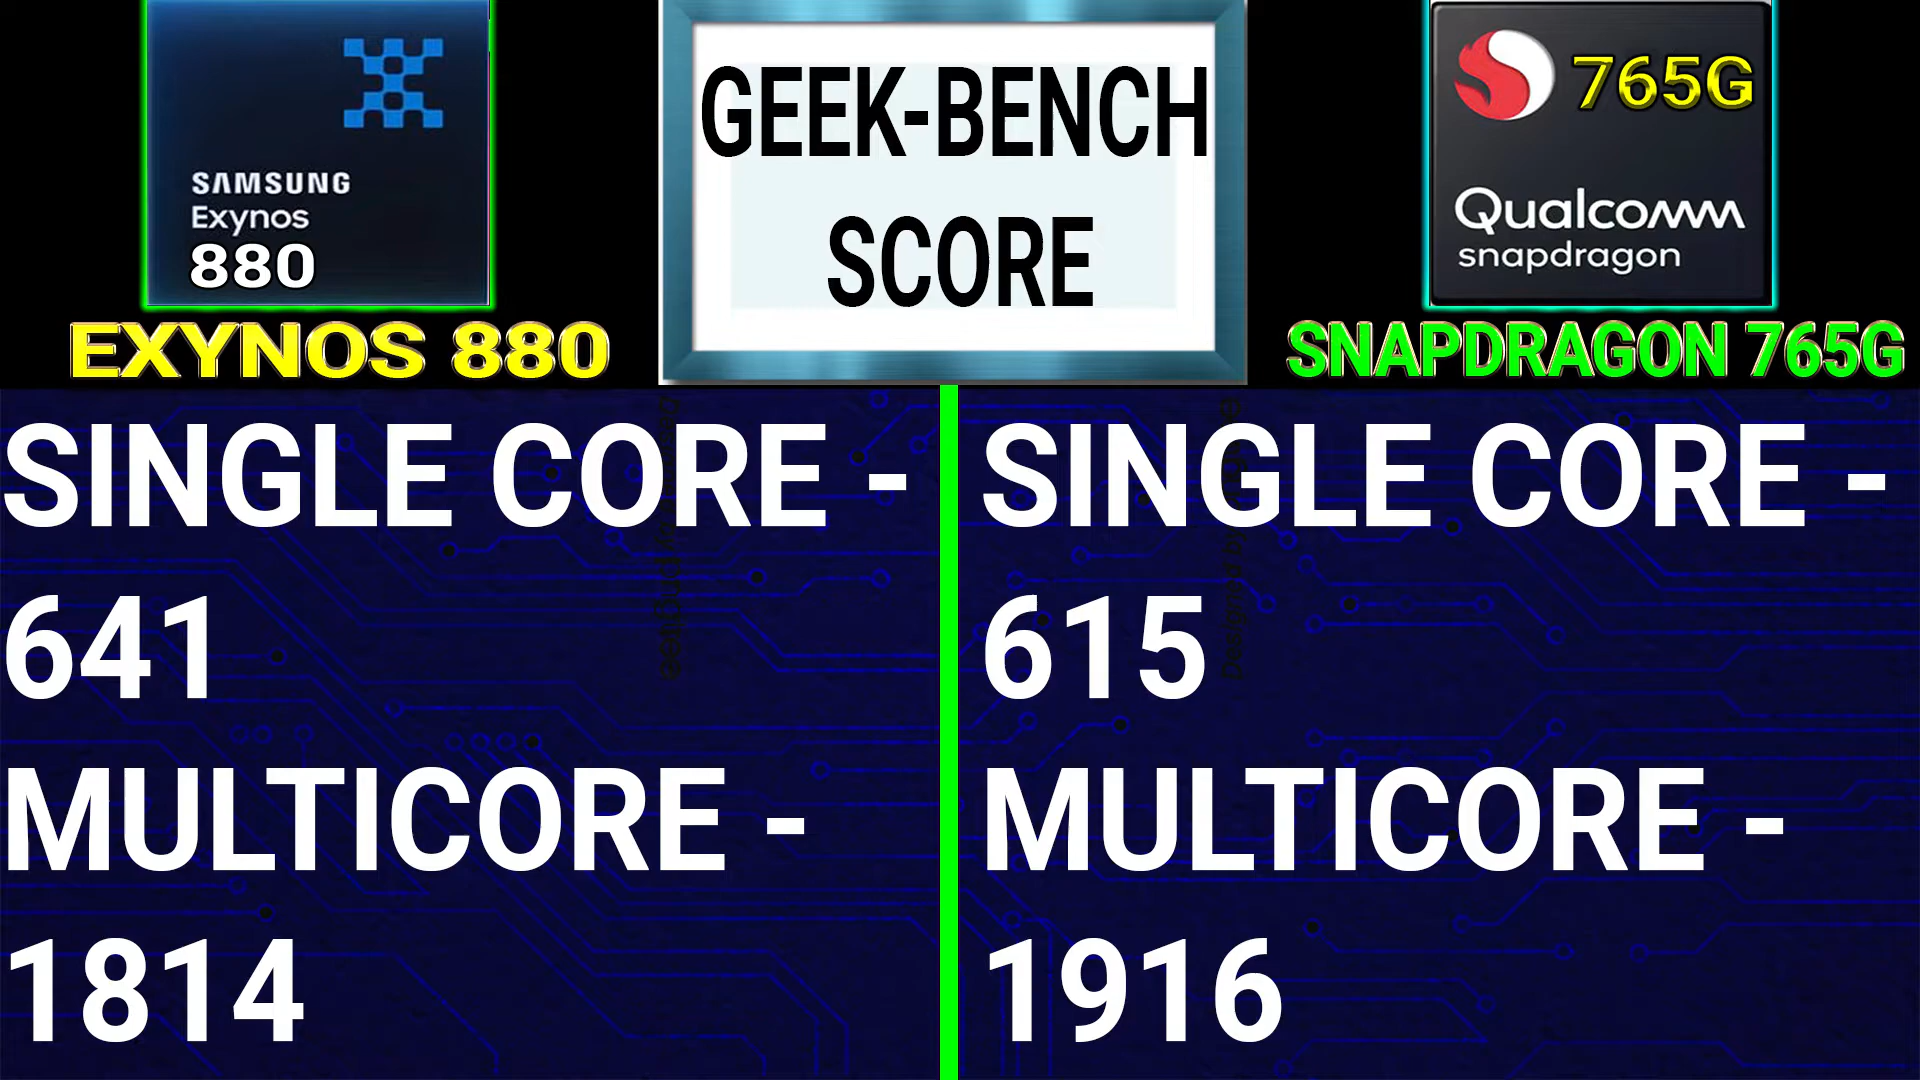 SAMSUNG
Exynos
880
EXYNOS 880
GEEK-BENCH
SCORE
765G
Qualcomm
snapdragon
SNAPDRAGON 765G
SINGLE CORE -
641
MULTICORE -
1814
SINGLE CORE -
615
MULTICORE -
1916